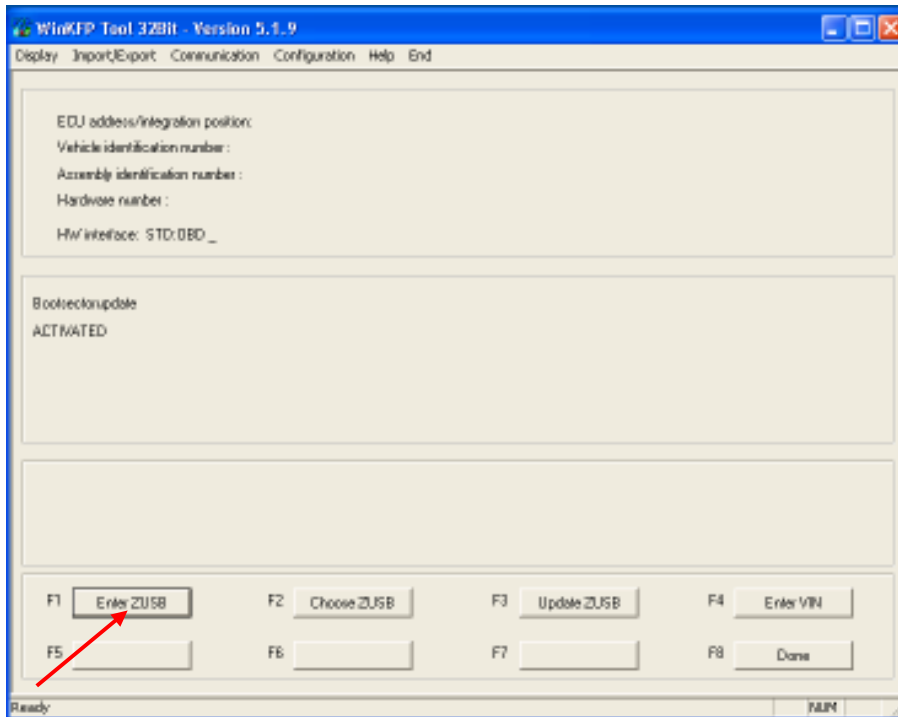 WinKFP Tool 32Bit - Version 5.1.9
Display Import/Export Communication Configuration Help End
ECU address/integration position:
Vehicle identification number :
Assembly identification number :
Hardware number :
HW interface: STD:OBD _
Bootsectorupdate
ACTIVATED
F1 Enter ZUSB F2 Choose ZUSB F3 Update ZUSB F4 Enter VIN
F5 F6 F7 F8 Done
Ready NUM